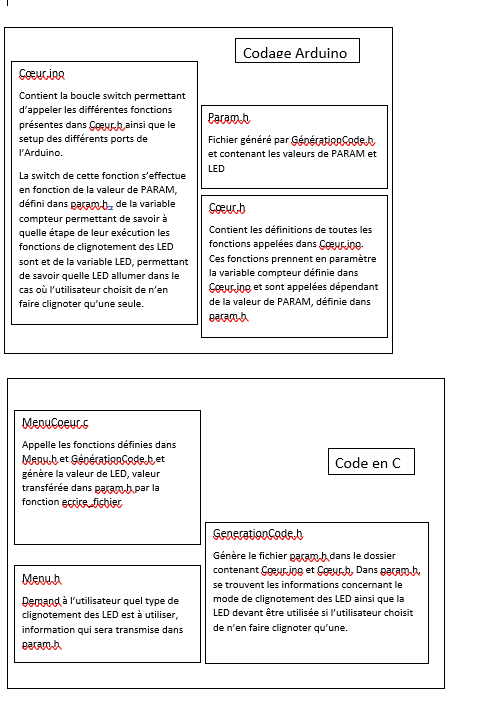 Codage Arduino
Cœur.ino
Contient la boucle switch permettant
d’appeler les différentes fonctions
présentes dans Cœur.h ainsi que le
setup des différents ports de
l’Arduino.
La switch de cette fonction s’effectue
en fonction de la valeur de PARAM,
défini dans param.h , de la variable
compteur permettant de savoir à
quelle étape de leur exécution les
fonctions de clignotement des LED
sont et de la variable LED, permettant
de savoir quelle LED allumer dans le
cas où l’utilisateur choisit de n’en
faire clignoter qu’une seule.
Param.h
Fichier généré par GénérationCode.h
et contenant les valeurs de PARAM et
LED
Cœur.h
Contient les définitions de toutes les
fonctions appelées dans Cœur.ino.
Ces fonctions prennent en paramètre
la variable compteur définie dans
Cœur.ino et sont appelées dépendant
de la valeur de PARAM, définie dans
param.h
MenuCoeur.c
Appelle les fonctions définies dans
Menu.h et GénérationCode.h et
génère la valeur de LED, valeur
transférée dans param.h par la
fonction ecrire_fichier
Code en C
Menu.h
Demand à l’utilisateur quel type de
clignotement des LED est à utiliser,
information qui sera transmise dans
param.h
GenerationCode.h
Génère le fichier param.h dans le dossier
contenant Cœur.ino et Cœur.h. Dans param.h,
se trouvent les informations concernant le
mode de clignotement des LED ainsi que la
LED devant être utilisée si l’utilisateur choisit
de n’en faire clignoter qu’une.